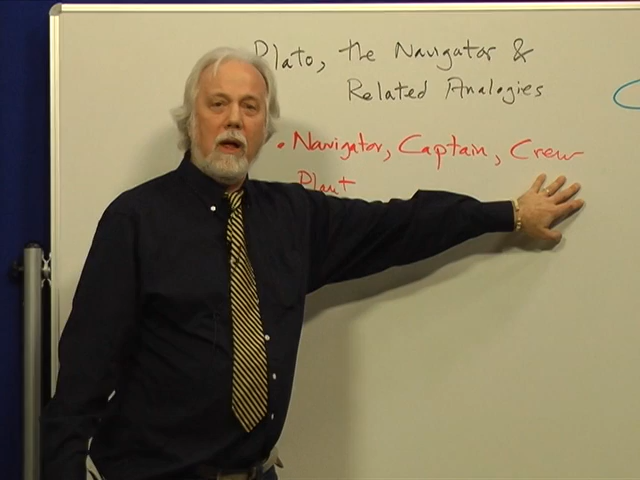 Plato, the Navigator &
Related Analogies
• Navigator, Captain, Crew
Plant